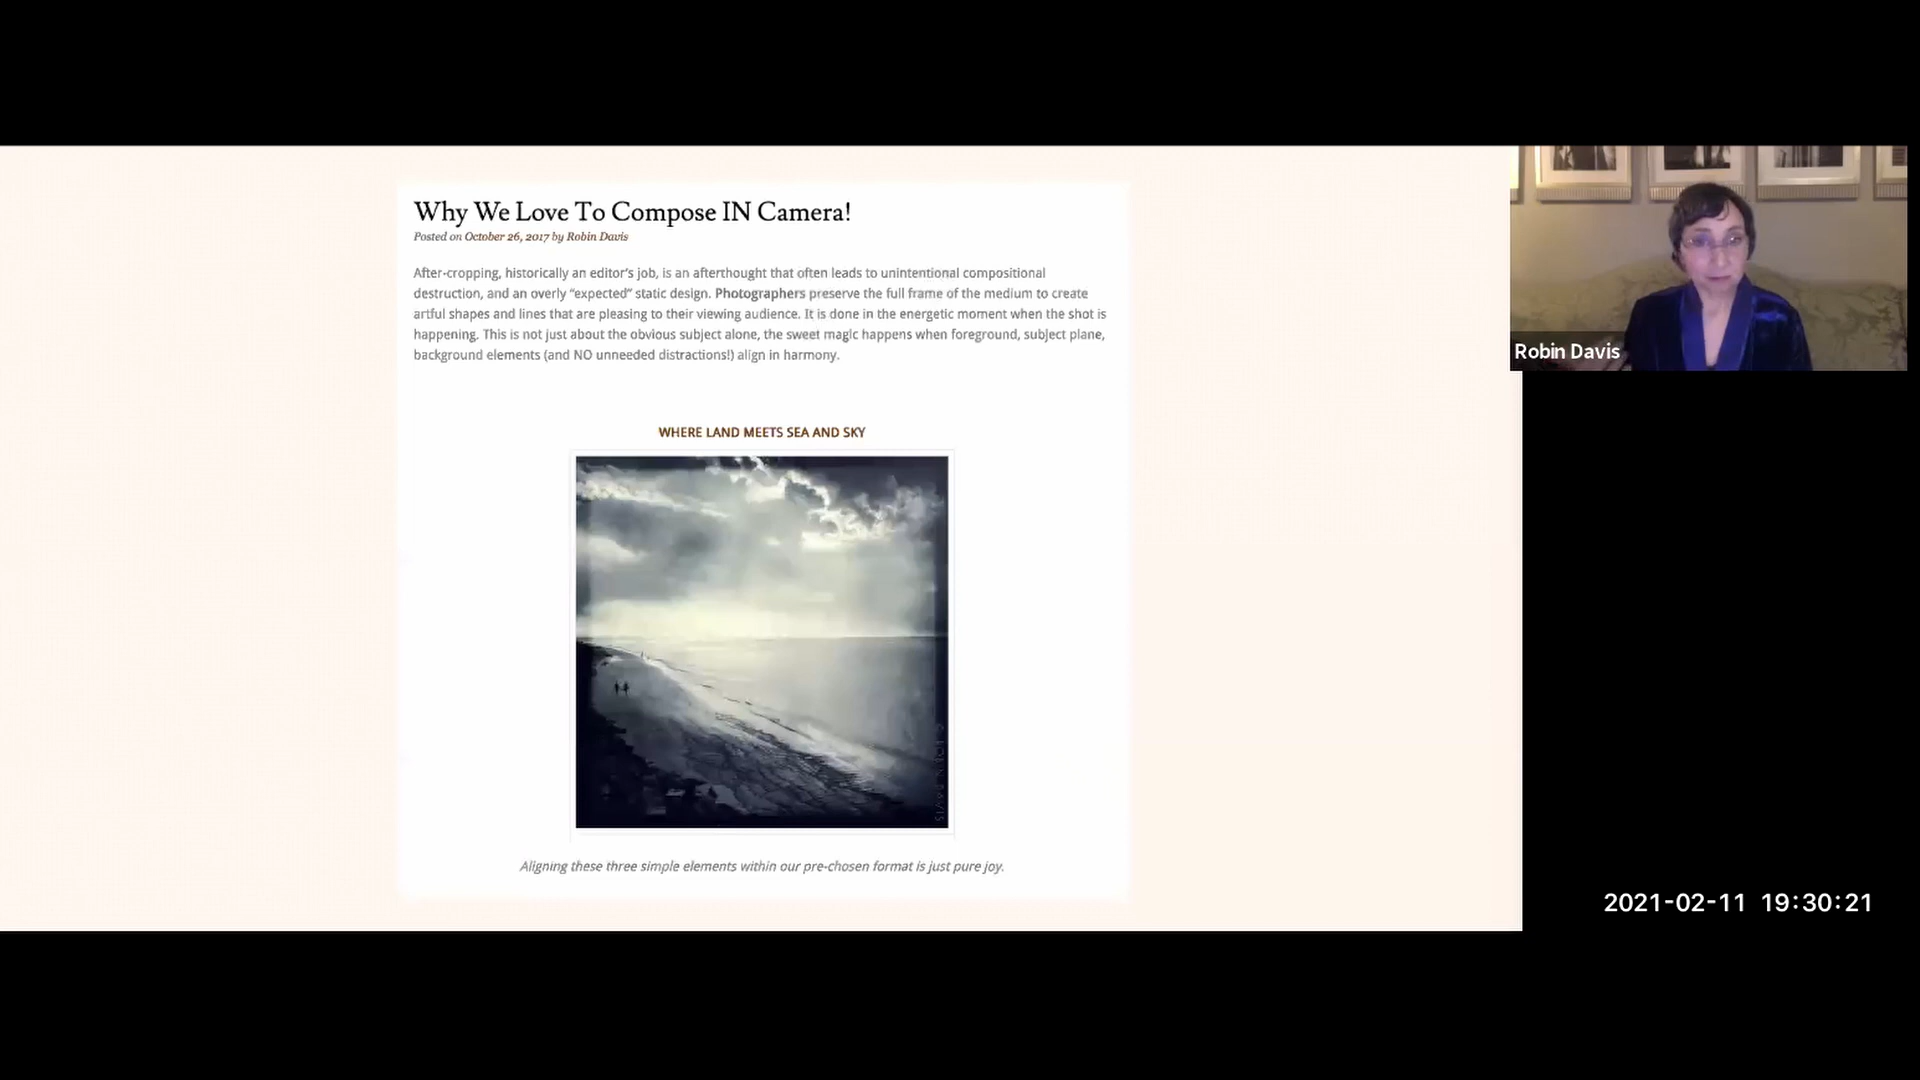 Why We Love To Compose IN Camera!
Posted on October 26, 2017 by Robin Davis
After-cropping, historically an editor's job, is an afterthought that often leads to unintentional compositional
destruction, and an overly “expected” static design. Photographers preserve the full frame of the medium to create
artful shapes and lines that are pleasing to their viewing audience. It is done in the energetic moment when the shot is
happening. This is not just about the obvious subject alone, the sweet magic happens when foreground, subject plane,
background elements (and NO unneeded distractions!) align in harmony.
WHERE LAND MEETS SEA AND SKY
© ROBIN DAVIS
Aligning these three simple elements within our pre-chosen format is just pure joy.
Robin Davis
2021-02-11 19:30:21